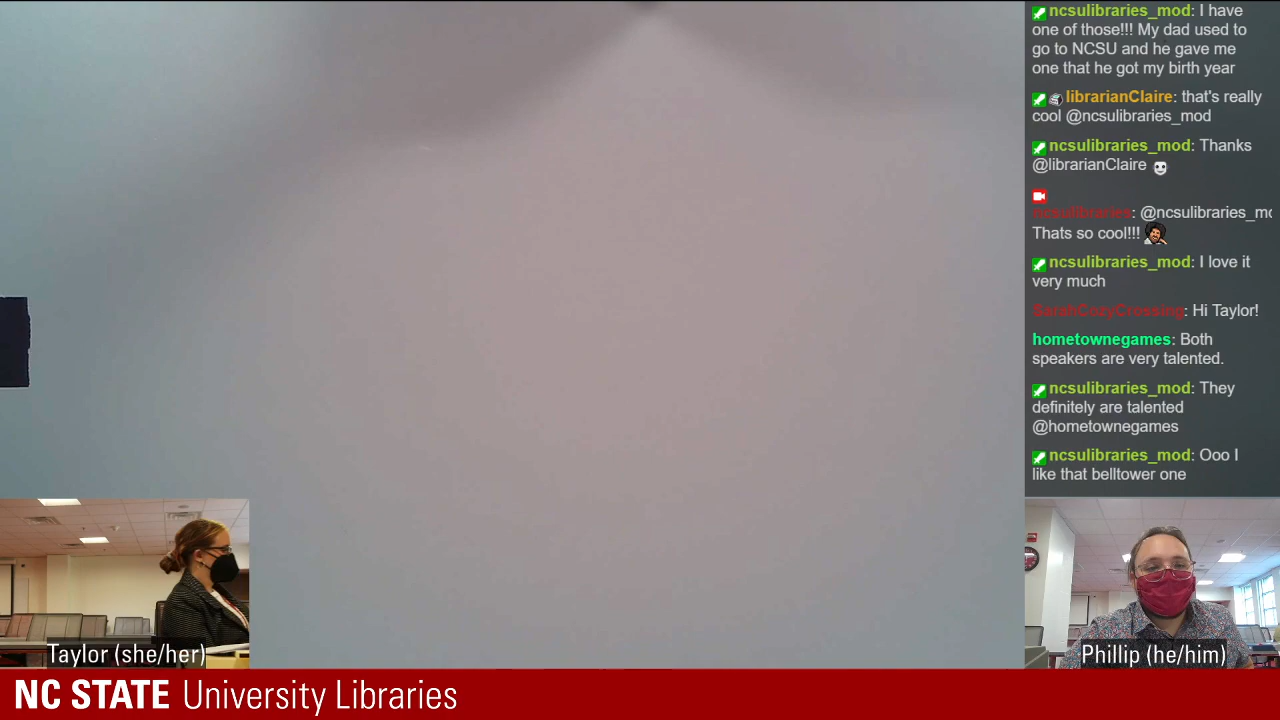 ncsulibraries_mod: I have
one of those!!! My dad used to
go to NCSU and he gave me
one that he got my birth year
librarianClaire: that's really
cool @ncsulibraries_mod
ncsulibraries_mod: Thanks
@librarianClaire
ncsulibraries: @ncsulibraries_mo
Thats so cool!!!
ncsulibraries_mod: I love it
very much
SarahCozyCrossing: Hi Taylor!
hometownegames: Both
speakers are very talented.
ncsulibraries_mod: They
definitely are talented
@hometownegames
ncsulibraries_mod: Ooo I
like that belltower one
Taylor (she/her)
Phillip (he/him)
NC STATE University Libraries